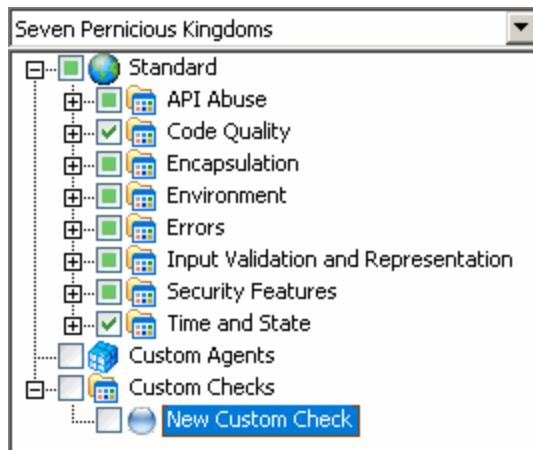 Seven Pernicious Kingdoms
Standard
API Abuse
Code Quality
Encapsulation
Environment
Errors
Input Validation and Representation
Security Features
Time and State
Custom Agents
Custom Checks
New Custom Check